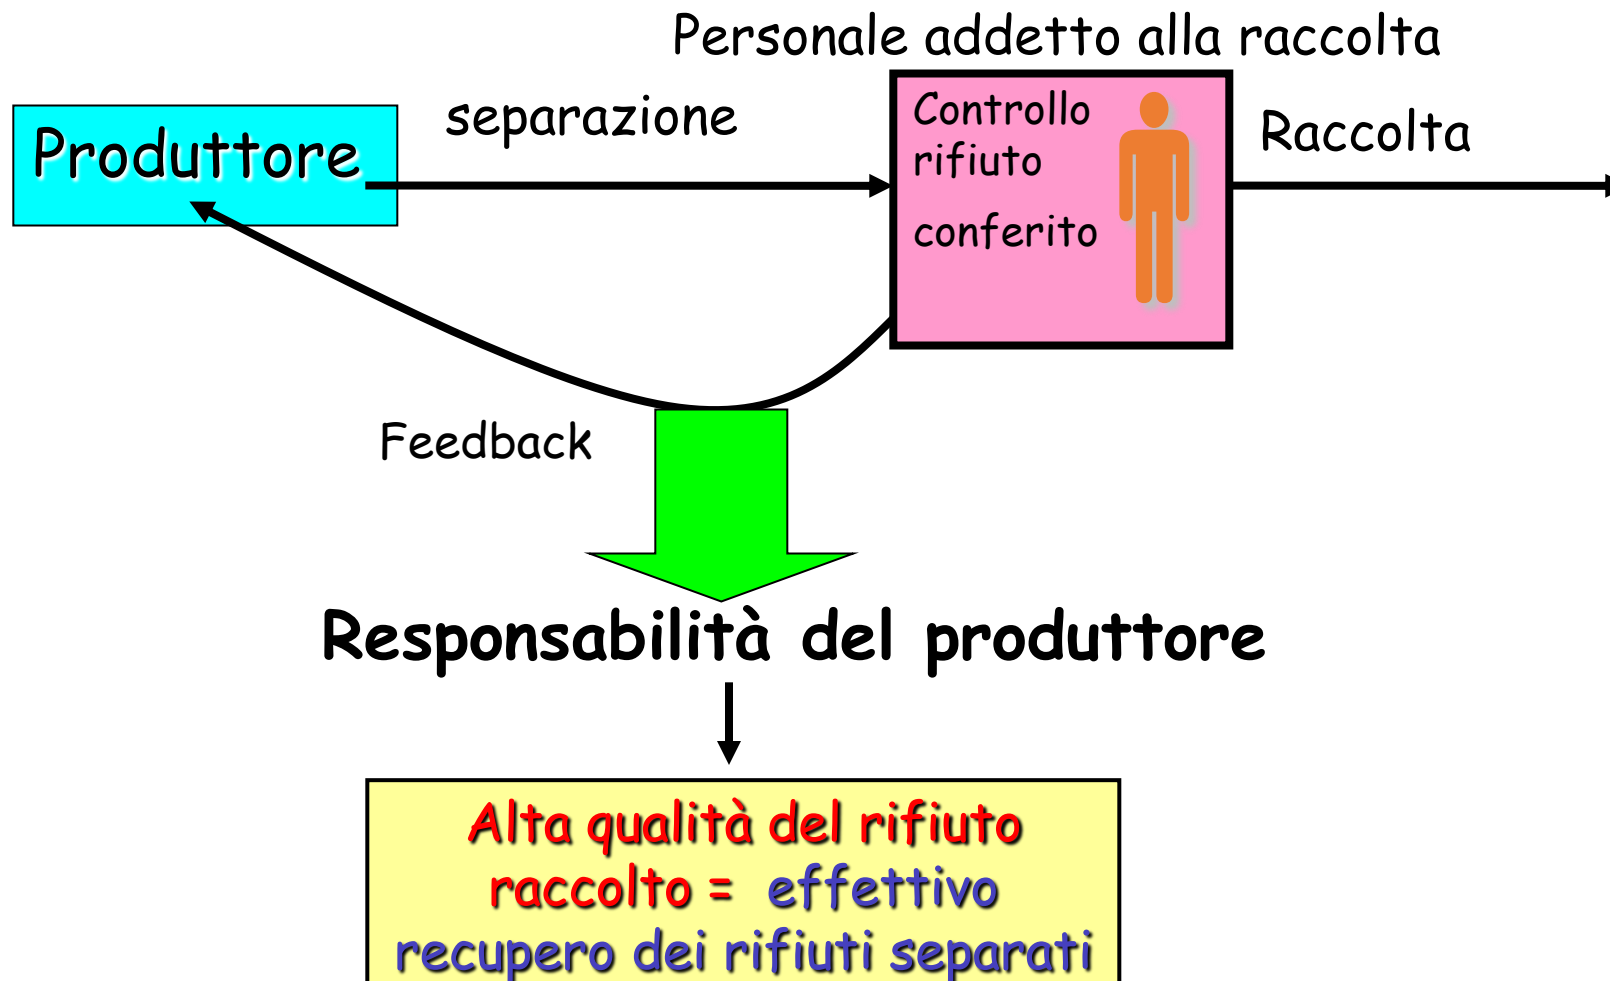 Personale addetto alla raccolta
Produttore
separazione
Controllo
rifiuto
conferito
Raccolta
Feedback
Responsabilità del produttore
Alta qualità del rifiuto
raccolto = effettivo
recupero dei rifiuti separati